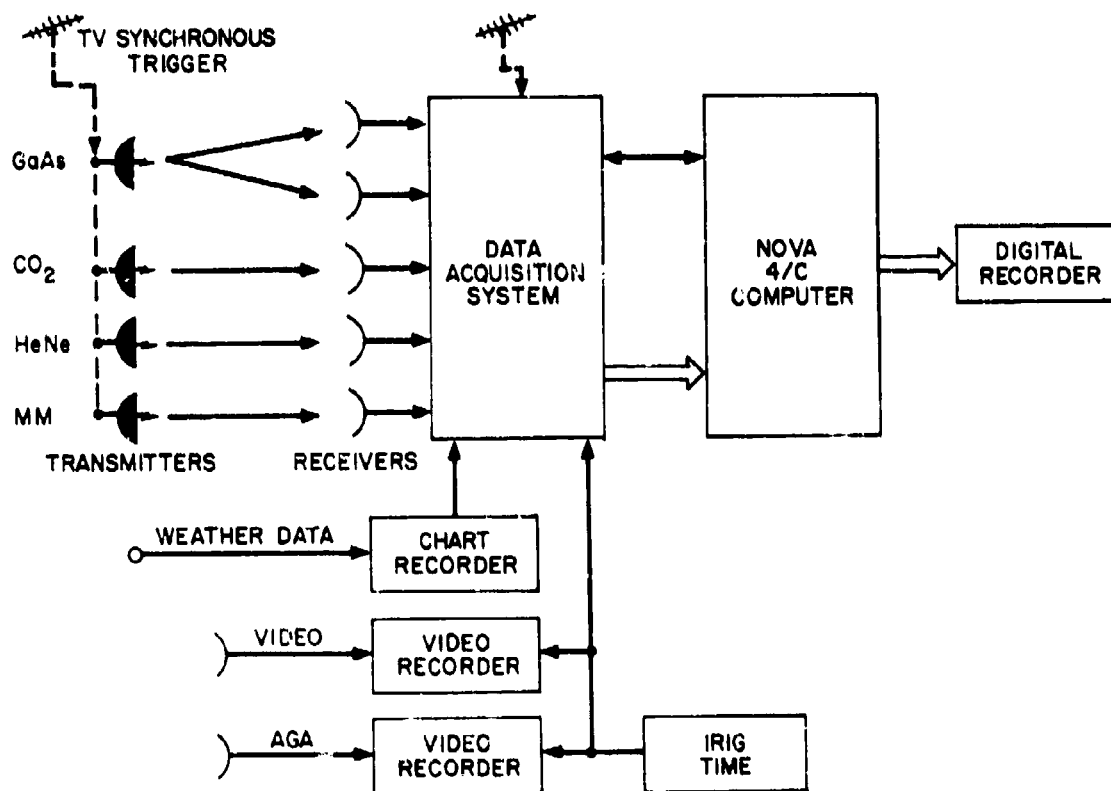 TV SYNCHRONOUS
TRIGGER
GaAs
CO2
HeNe
MM
TRANSMITTERS
RECEIVERS
DATA
ACQUISITION
SYSTEM
NOVA
4/C
COMPUTER
DIGITAL
RECORDER
WEATHER DATA
CHART
RECORDER
VIDEO
VIDEO
RECORDER
AGA
VIDEO
RECORDER
IRIG
TIME